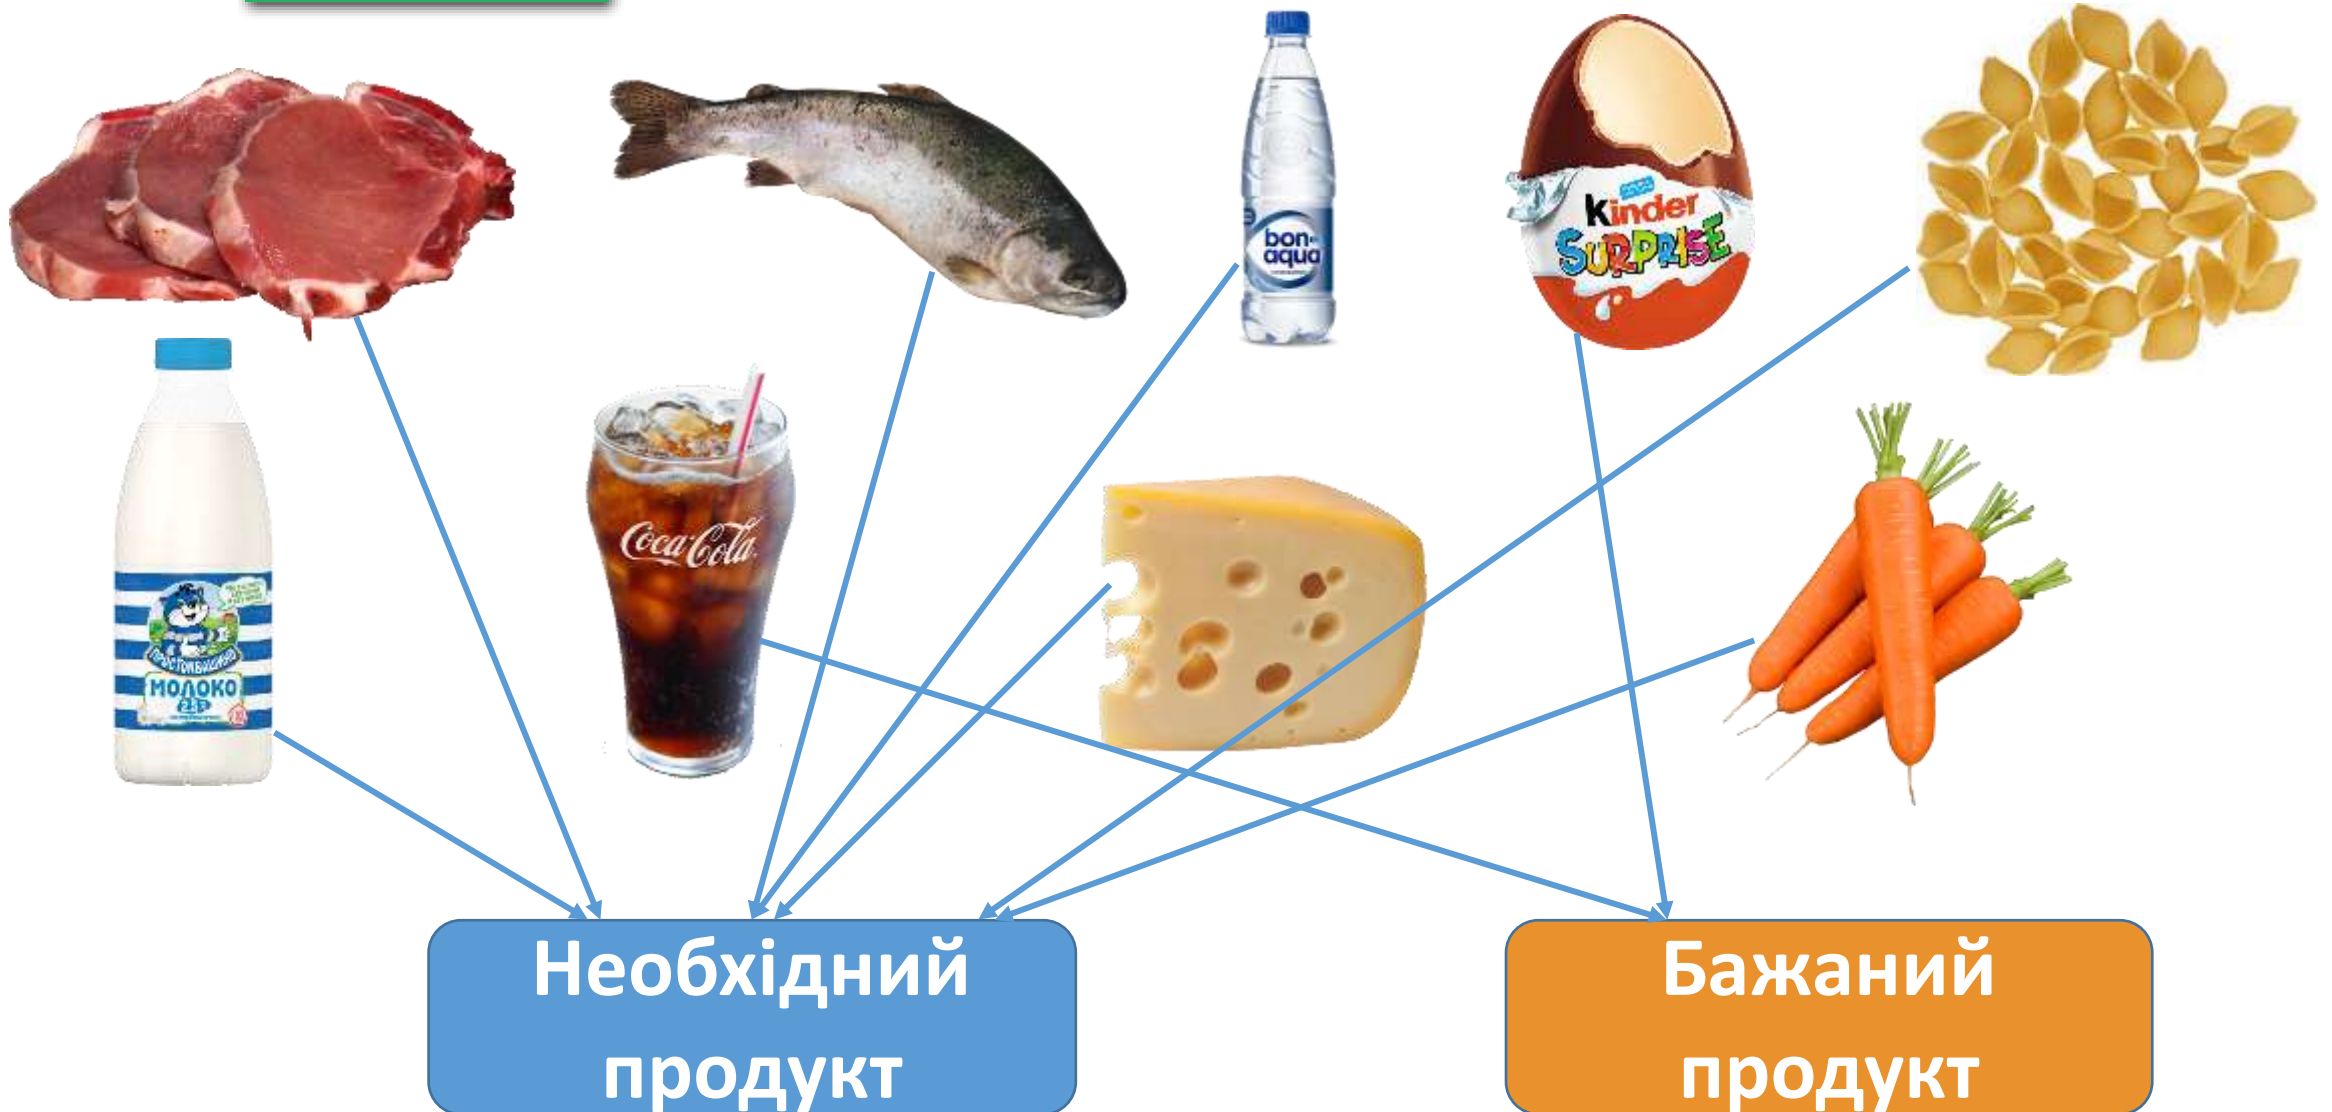 bon
aqua
kinder
SURPRISE
Coca-Cola
ПРОСТОКВАШИНО
МОЛОКО
Необхідний
продукт
Бажаний
продукт